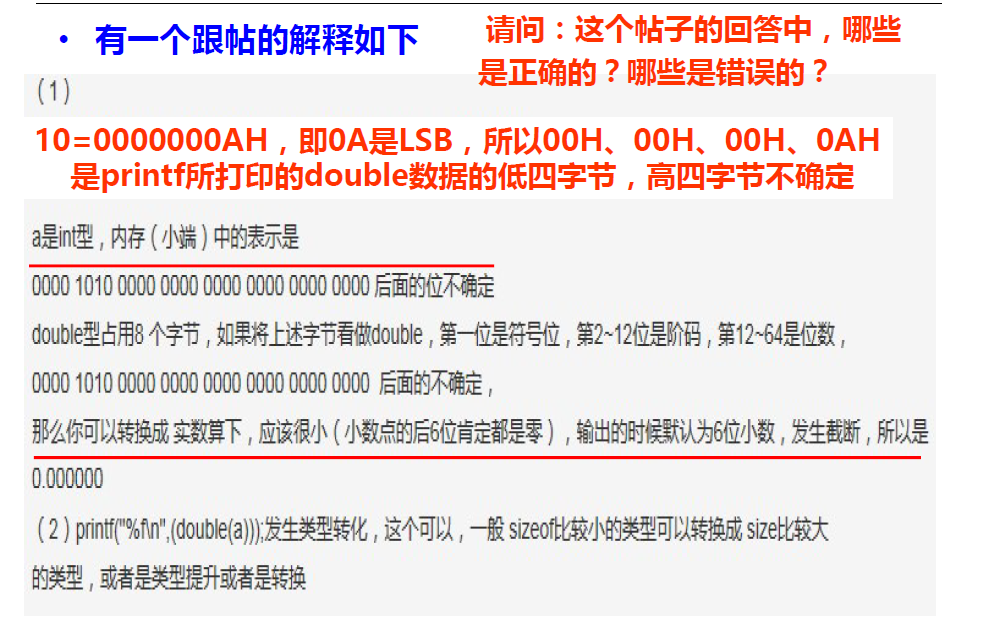 • 有一个跟帖的解释如下
请问：这个帖子的回答中，哪些
是正确的？哪些是错误的？
（1）
10=0000000AH，即0A是LSB，所以00H、00H、00H、0AH
是printf所打印的double数据的低四字节，高四字节不确定
a是int型，内存（小端）中的表示是
0000 1010 0000 0000 0000 0000 0000 0000 后面的位不确定
double型占用8 个字节，如果将上述字节看做double，第一位是符号位，第2~12位是阶码，第12~64是位数，
0000 1010 0000 0000 0000 0000 0000 0000 后面的不确定，
那么你可以转换成 实数算下，应该很小（小数点的后6位肯定都是零），输出的时候默认为6位小数，发生截断，所以是
0.000000
（2）printf("%f\n",(double(a)));发生类型转化，这个可以，一般 sizeof比较小的类型可以转换成 size比较大
的类型，或者是类型提升或者是转换